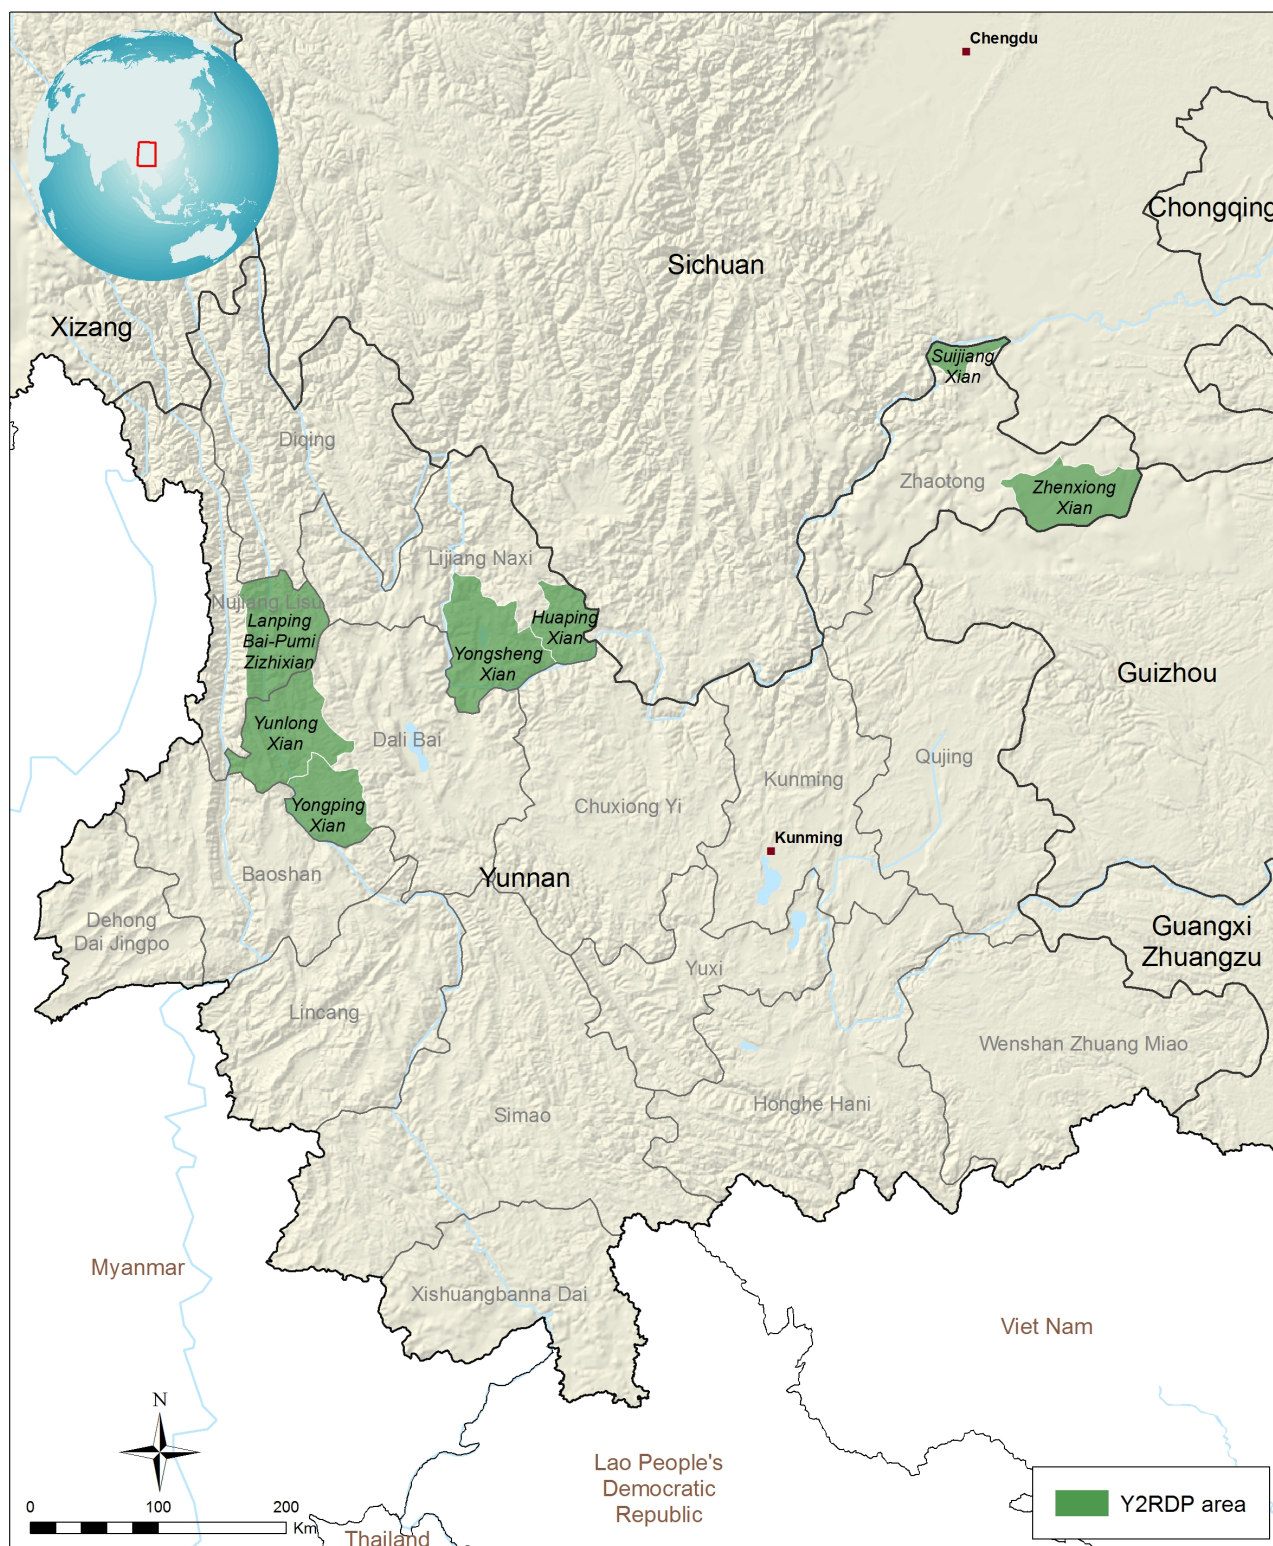 Chengdu
Chongqing
Sichuan
Xizang
Suijiang
Xian
Diqing
Zhaotong
Zhenxiong
Xian
Lijiang Naxi
Nujiang Lisu
Lanping
Bai-Pumi
Zizhixian
Huaping
Xian
Yongsheng
Xian
Guizhou
Yunlong
Xian
Dali Bai
Qujing
Kunming
Yongping
Xian
Chuxiong Yi
Kunming
Baoshan
Yunnan
Dehong
Dai Jingpo
Guangxi
Zhuangzu
Yuxi
Lincang
Wenshan Zhuang Miao
Simao
Honghe Hani
Myanmar
Xishuangbanna Dai
Viet Nam
N
Lao People's
Democratic
Republic
Y2RDP area
0 100 200
Km
Thailand